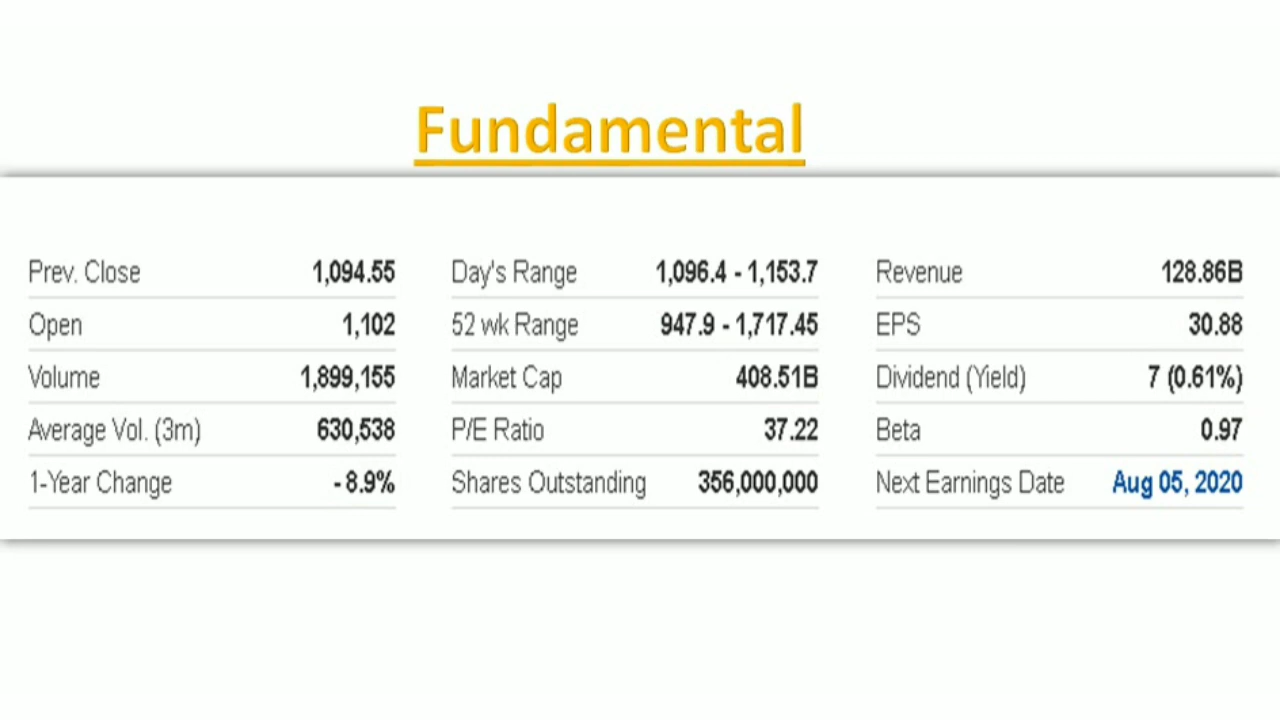 Fundamental
Prev. Close 1,094.55 Day's Range 1,096.4 - 1,153.7 Revenue 128.86B
Open 1,102 52 wk Range 947.9 - 1,717.45 EPS 30.88
Volume 1,899,155 Market Cap 408.51B Dividend (Yield) 7 (0.61%)
Average Vol. (3m) 630,538 P/E Ratio 37.22 Beta 0.97
1-Year Change - 8.9% Shares Outstanding 356,000,000 Next Earnings Date Aug 05, 2020